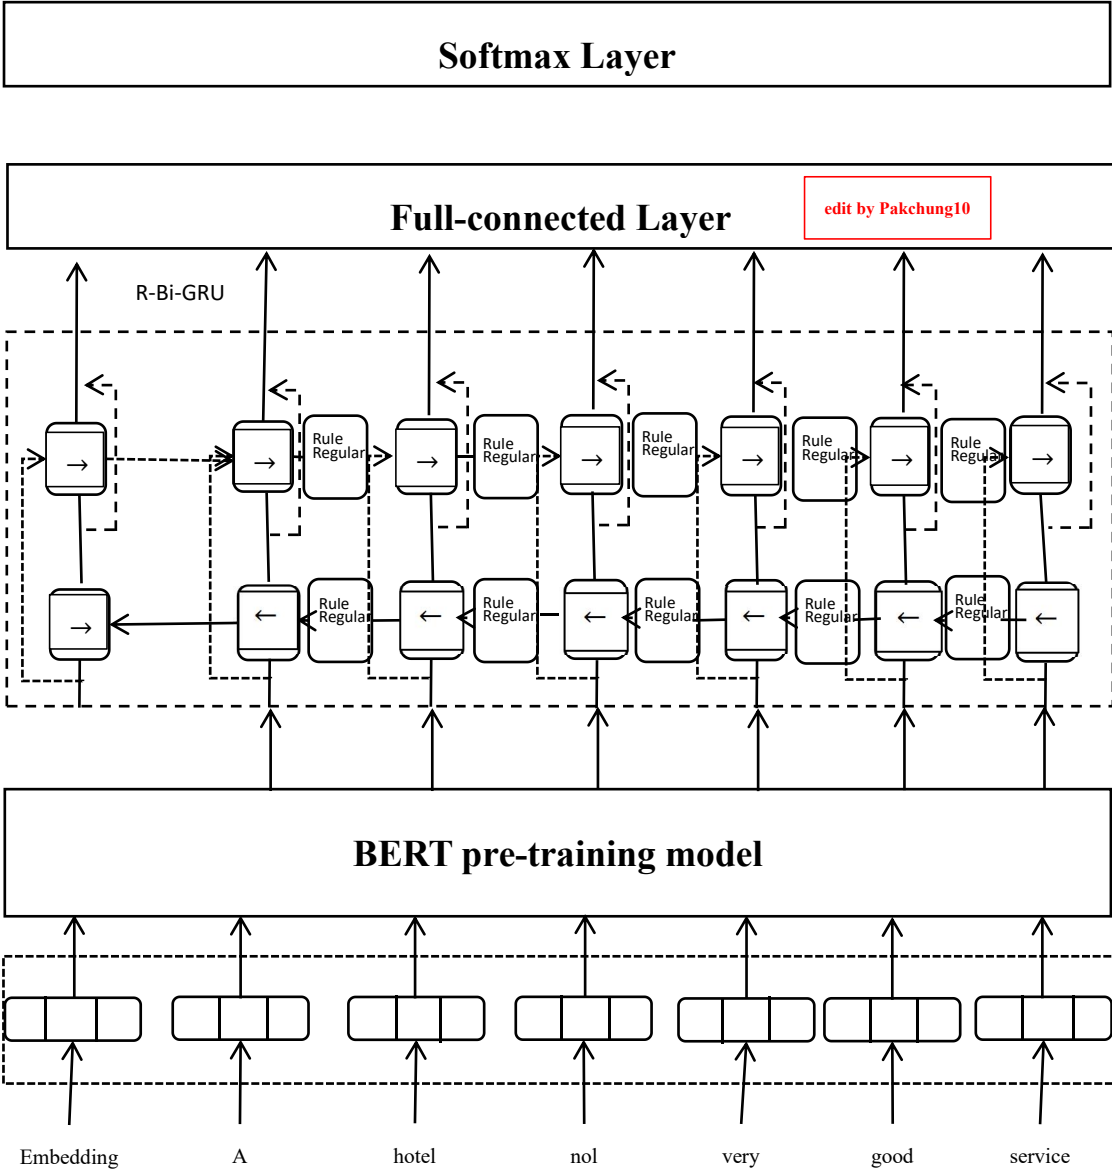 Softmax Layer
Full-connected Layer
edit by Pakchung10
R-Bi-GRU
→
→
Rule
Regular
→
Rule
Regular
→
Rule
Regular
→
Rule
Regular
→
Rule
Regular
→
→
←
Rule
Regular
←
Rule
Regular
←
Rule
Regular
←
Rule
Regular
←
Rule
Regular
←
BERT pre-training model
Embedding
A
hotel
nol
very
good
service